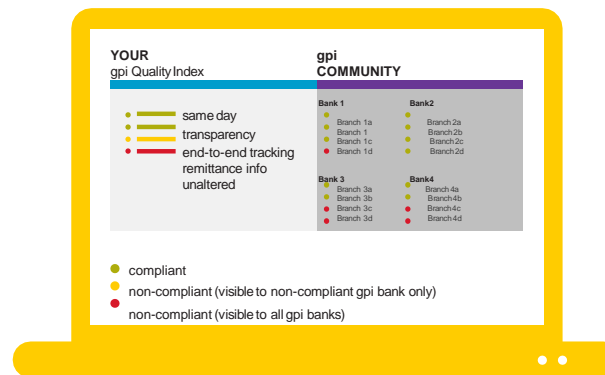 YOUR
gpi Quality Index
gpi
COMMUNITY
same day
transparency
end-to-end tracking
remittance info
unaltered
Bank 1
Branch 1a
Branch 1
Branch 1c
Branch 1d
Bank2
Branch 2a
Branch 2b
Branch 2c
Branch 2d
Bank 3
Branch 3a
Branch 3b
Branch 3c
Branch 3d
Bank4
Branch 4a
Branch 4b
Branch 4c
Branch 4d
compliant
non-compliant (visible to non-compliant gpi bank only)
non-compliant (visible to all gpi banks)